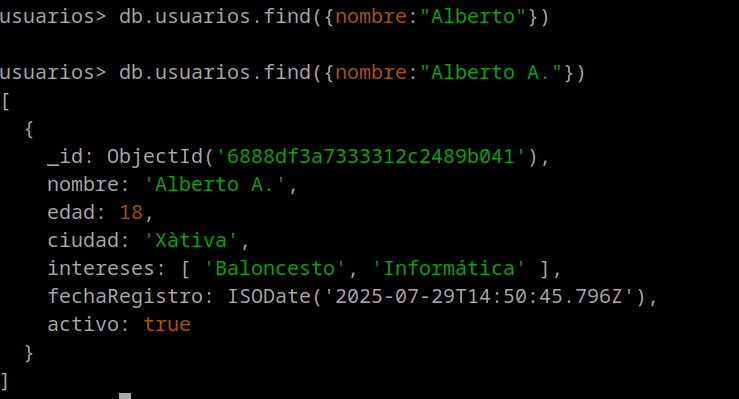 usuarios> db.usuarios.find({nombre:"Alberto"})
usuarios> db.usuarios.find({nombre:"Alberto A."})
[
  {
    _id: ObjectId('6888df3a7333312c2489b041'),
    nombre: 'Alberto A.',
    edad: 18,
    ciudad: 'Xàtiva',
    intereses: [ 'Baloncesto', 'Informática' ],
    fechaRegistro: ISODate('2025-07-29T14:50:45.796Z'),
    activo: true
  }
]